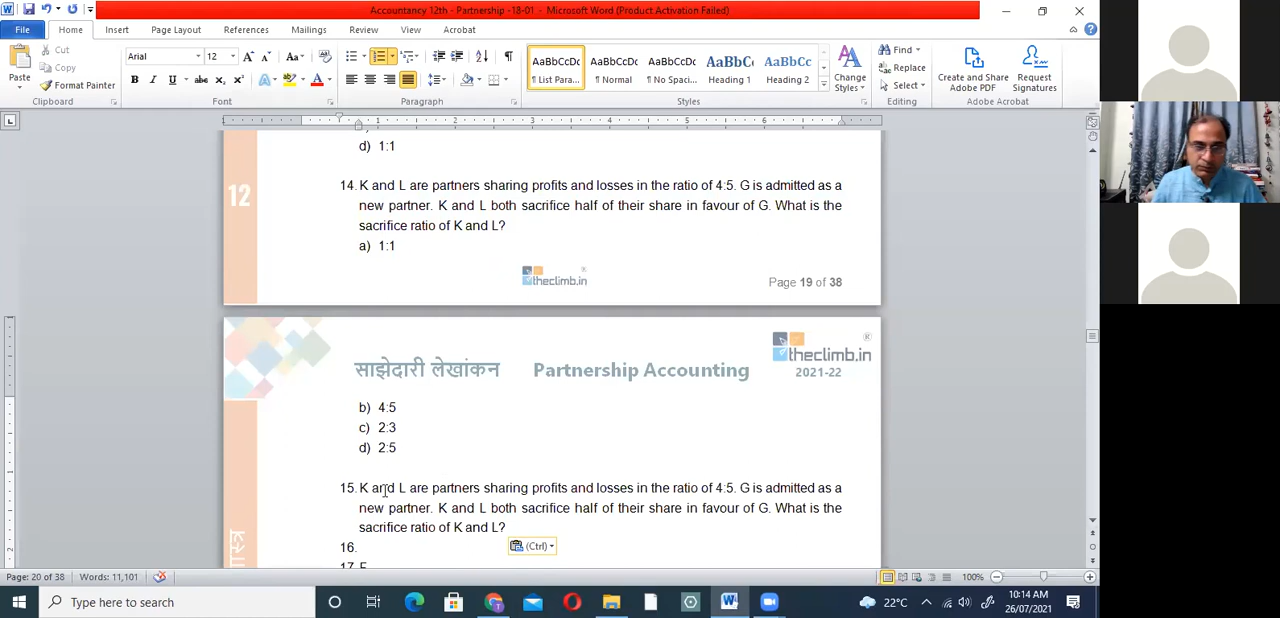 Accountancy 12th - Partnership -18-01 - Microsoft Word (Product Activation Failed)
File Home Insert Page Layout References Mailings Review View Acrobat
Cut
Copy
Format Painter
Paste
Clipboard
Arial 12
Font
Paragraph
AaBbCcDc AaBbCcDc AaBbCcDc AaBbC AaBbCc
¶ List Para... ¶ Normal ¶ No Spaci... Heading 1 Heading 2
Styles
Change
Styles
Find
Replace
Select
Editing
Create and Share
Adobe PDF
Request
Signatures
Adobe Acrobat
d) 1:1
12
14. K and L are partners sharing profits and losses in the ratio of 4:5. G is admitted as a
new partner. K and L both sacrifice half of their share in favour of G. What is the
sacrifice ratio of K and L?
a) 1:1
theclimb.in
Page 19 of 38
साझेदारी लेखांकन Partnership Accounting
theclimb.in
2021-22
b) 4:5
c) 2:3
d) 2:5
15. K and L are partners sharing profits and losses in the ratio of 4:5. G is admitted as a
new partner. K and L both sacrifice half of their share in favour of G. What is the
sacrifice ratio of K and L?
16.
(Ctrl)
Page: 20 of 38 Words: 11,101 100%
Type here to search
22°C
10:14 AM
26/07/2021